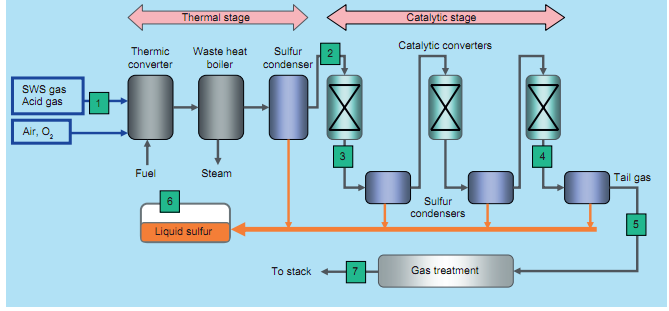 Thermal stage
Catalytic stage
Thermic
converter
Waste heat
boiler
Sulfur
condenser
2
Catalytic converters
SWS gas
Acid gas
1
Air, O₂
3
4
Fuel
Steam
Tail gas
6
Sulfur
condensers
5
Liquid sulfur
To stack
7
Gas treatment